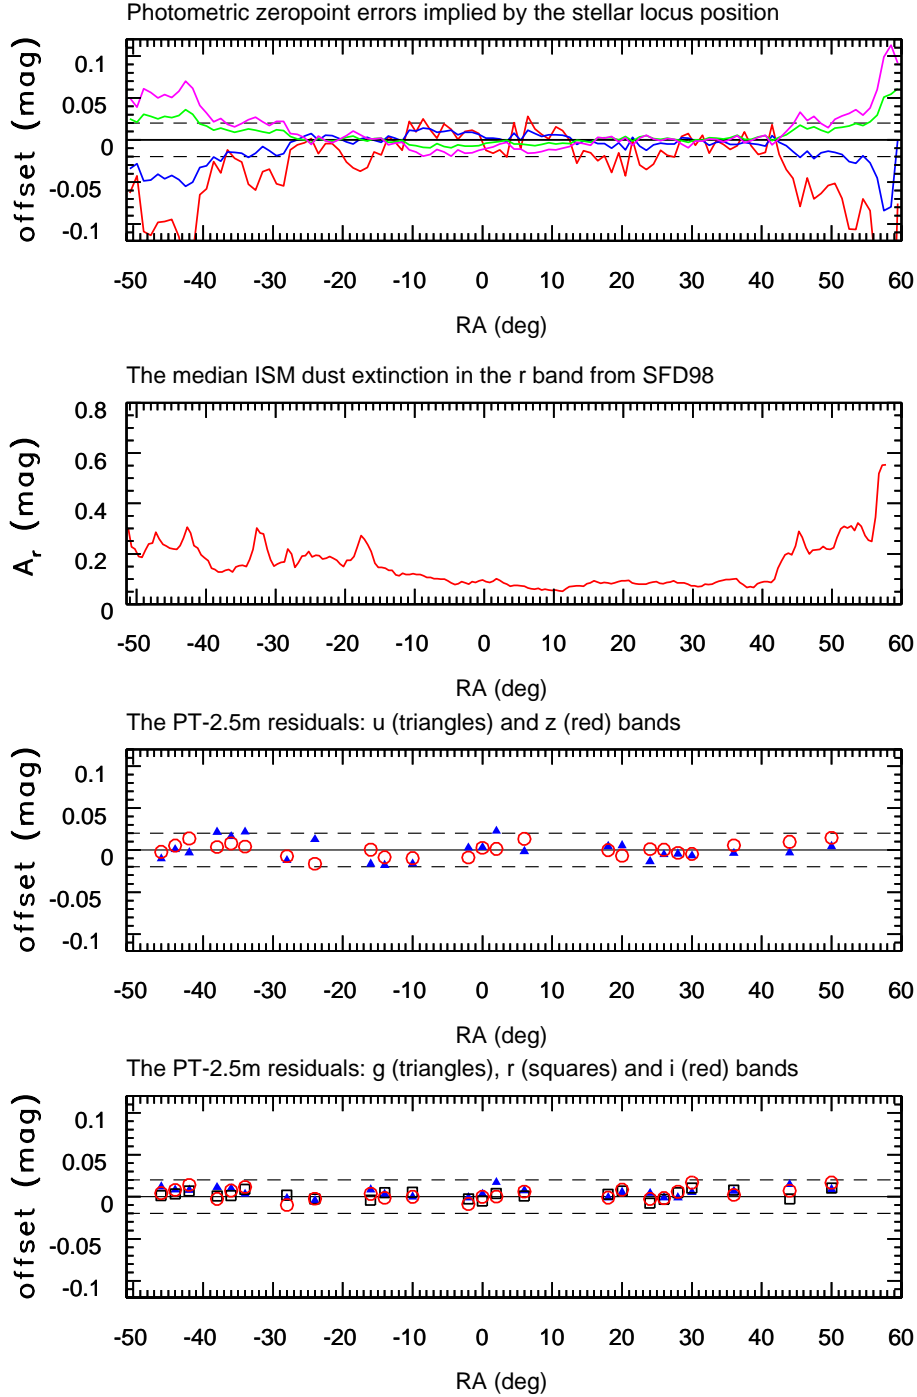 Photometric zeropoint errors implied by the stellar locus position
offset (mag)
0.1
0.05
0
-0.05
-0.1
-50 -40 -30 -20 -10 0 10 20 30 40 50 60
RA (deg)
The median ISM dust extinction in the r band from SFD98
A_r (mag)
0.8
0.6
0.4
0.2
0
-50 -40 -30 -20 -10 0 10 20 30 40 50 60
RA (deg)
The PT-2.5m residuals: u (triangles) and z (red) bands
offset (mag)
0.1
0.05
0
-0.05
-0.1
-50 -40 -30 -20 -10 0 10 20 30 40 50 60
RA (deg)
The PT-2.5m residuals: g (triangles), r (squares) and i (red) bands
offset (mag)
0.1
0.05
0
-0.05
-0.1
-50 -40 -30 -20 -10 0 10 20 30 40 50 60
RA (deg)